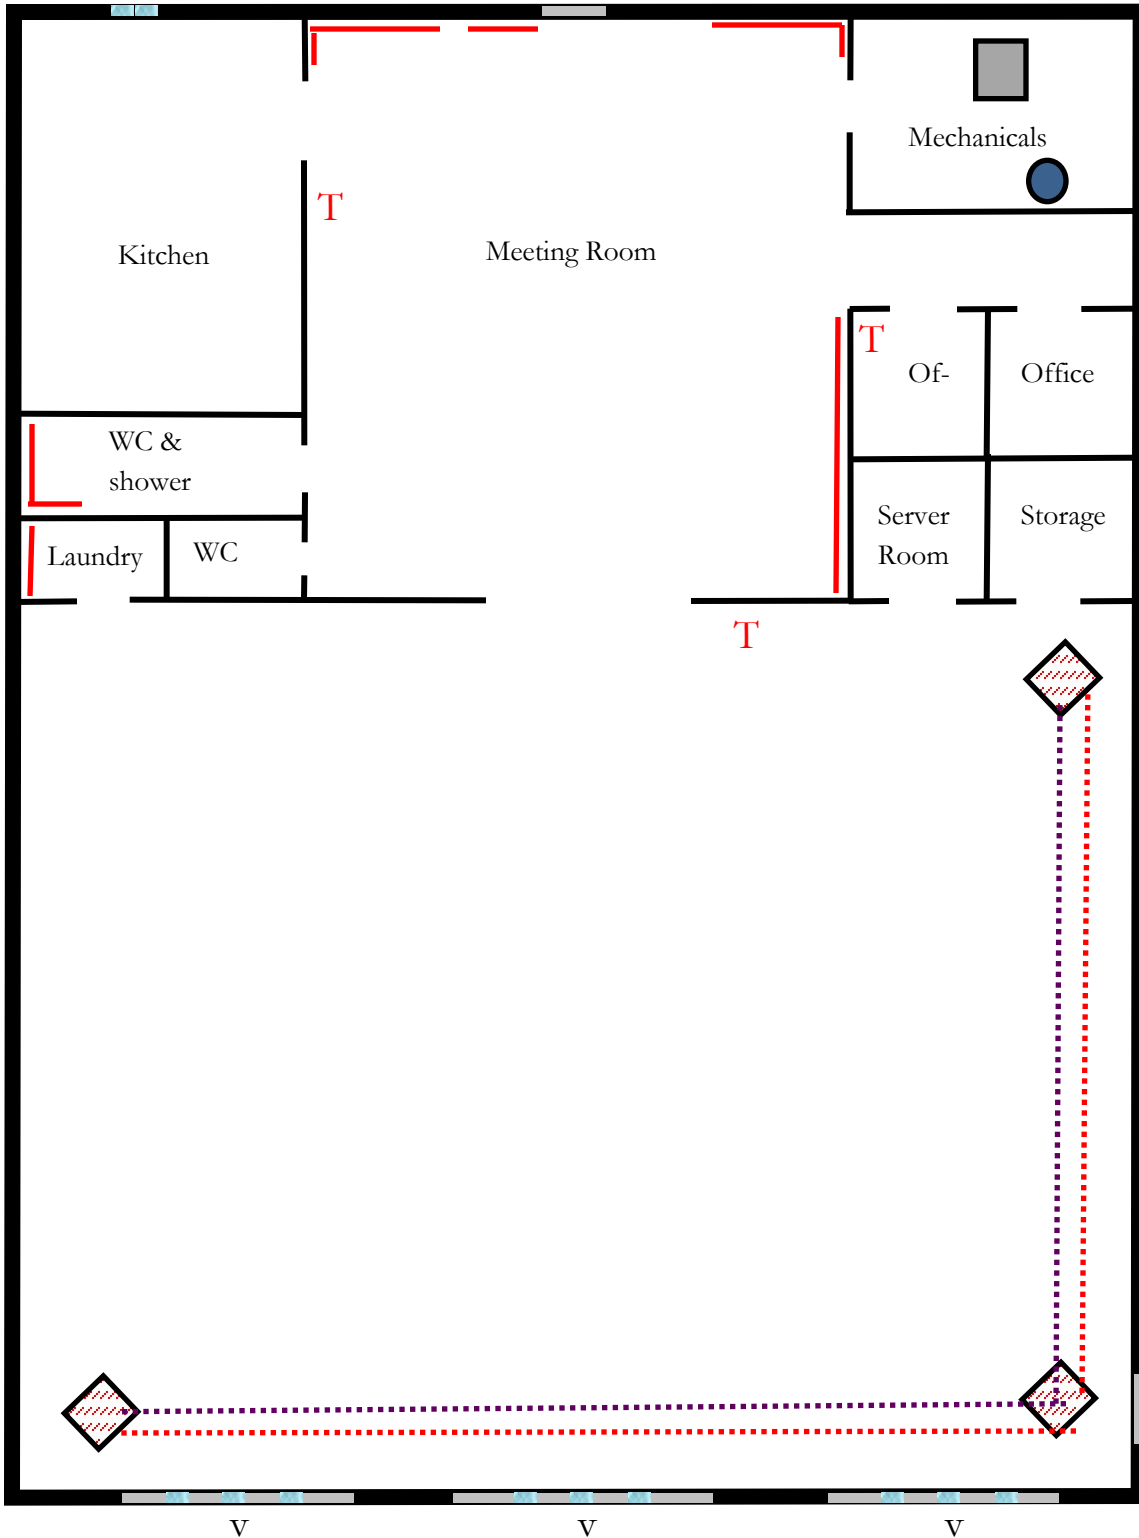 Mechanicals
T
Kitchen
Meeting Room
T
Of-
Office
WC &
shower
Server
Room
Storage
Laundry
WC
T
v
v
v